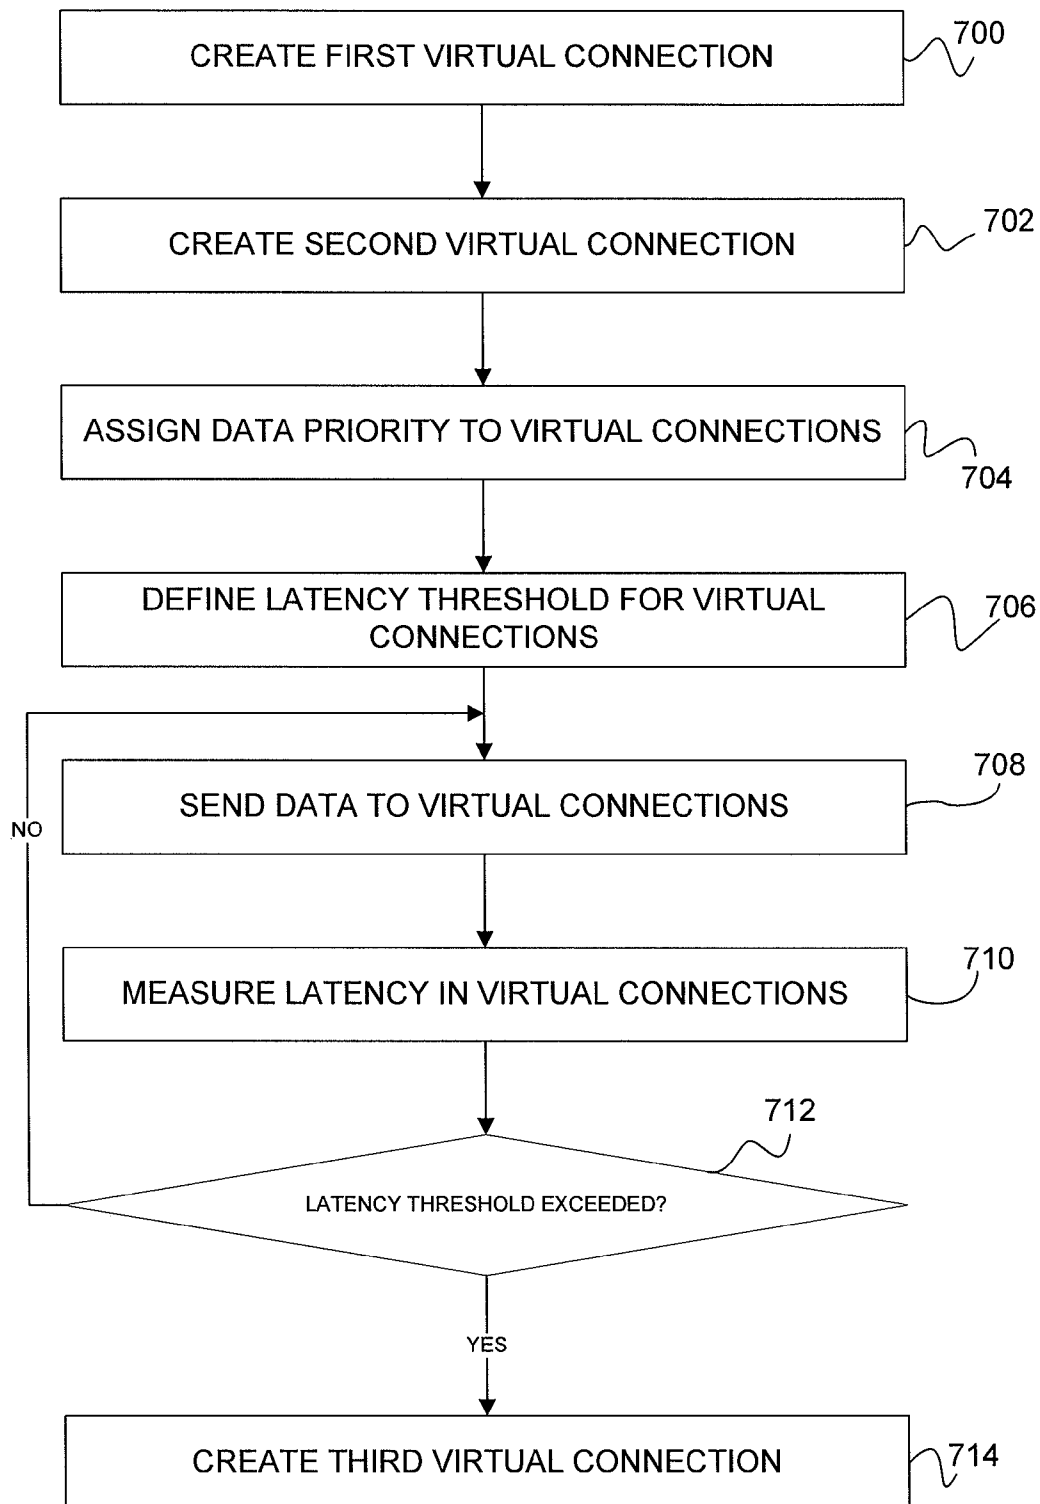 CREATE FIRST VIRTUAL CONNECTION
700
CREATE SECOND VIRTUAL CONNECTION
702
ASSIGN DATA PRIORITY TO VIRTUAL CONNECTIONS
704
DEFINE LATENCY THRESHOLD FOR VIRTUAL
CONNECTIONS
706
SEND DATA TO VIRTUAL CONNECTIONS
708
NO
MEASURE LATENCY IN VIRTUAL CONNECTIONS
710
712
LATENCY THRESHOLD EXCEEDED?
YES
CREATE THIRD VIRTUAL CONNECTION
714